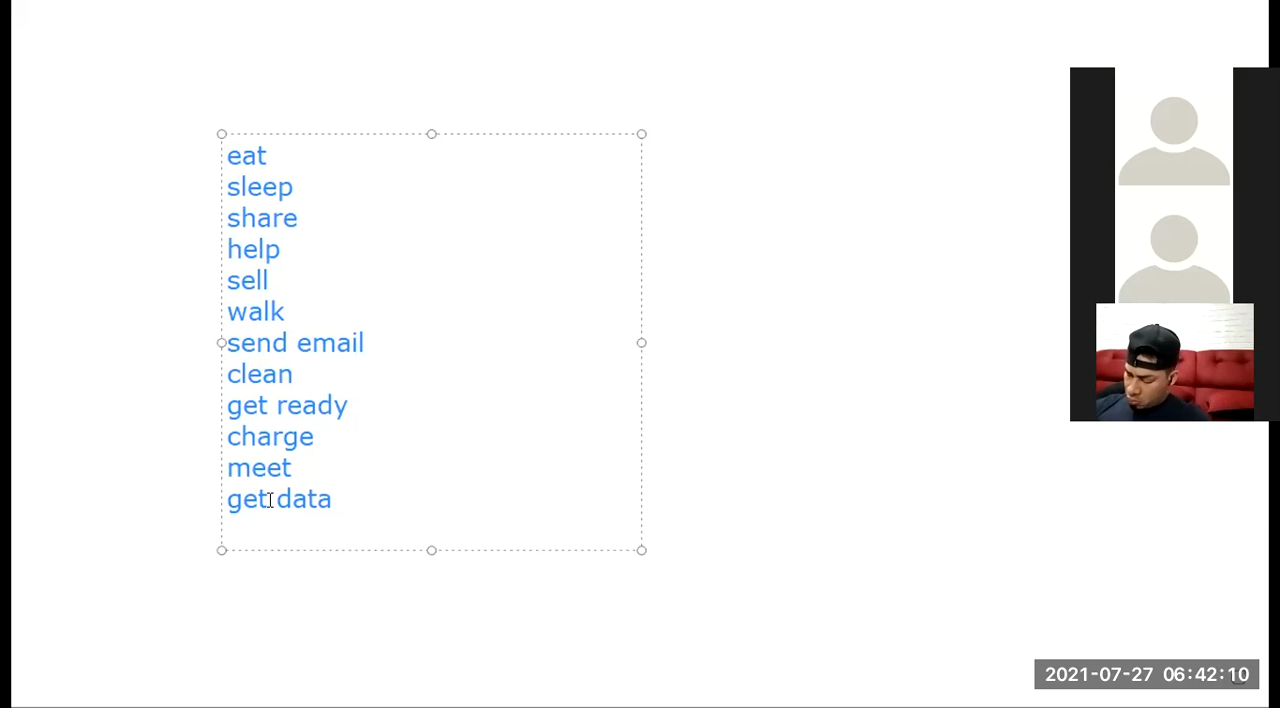 eat
sleep
share
help
sell
walk
send email
clean
get ready
charge
meet
get data
2021-07-27 06:42:10